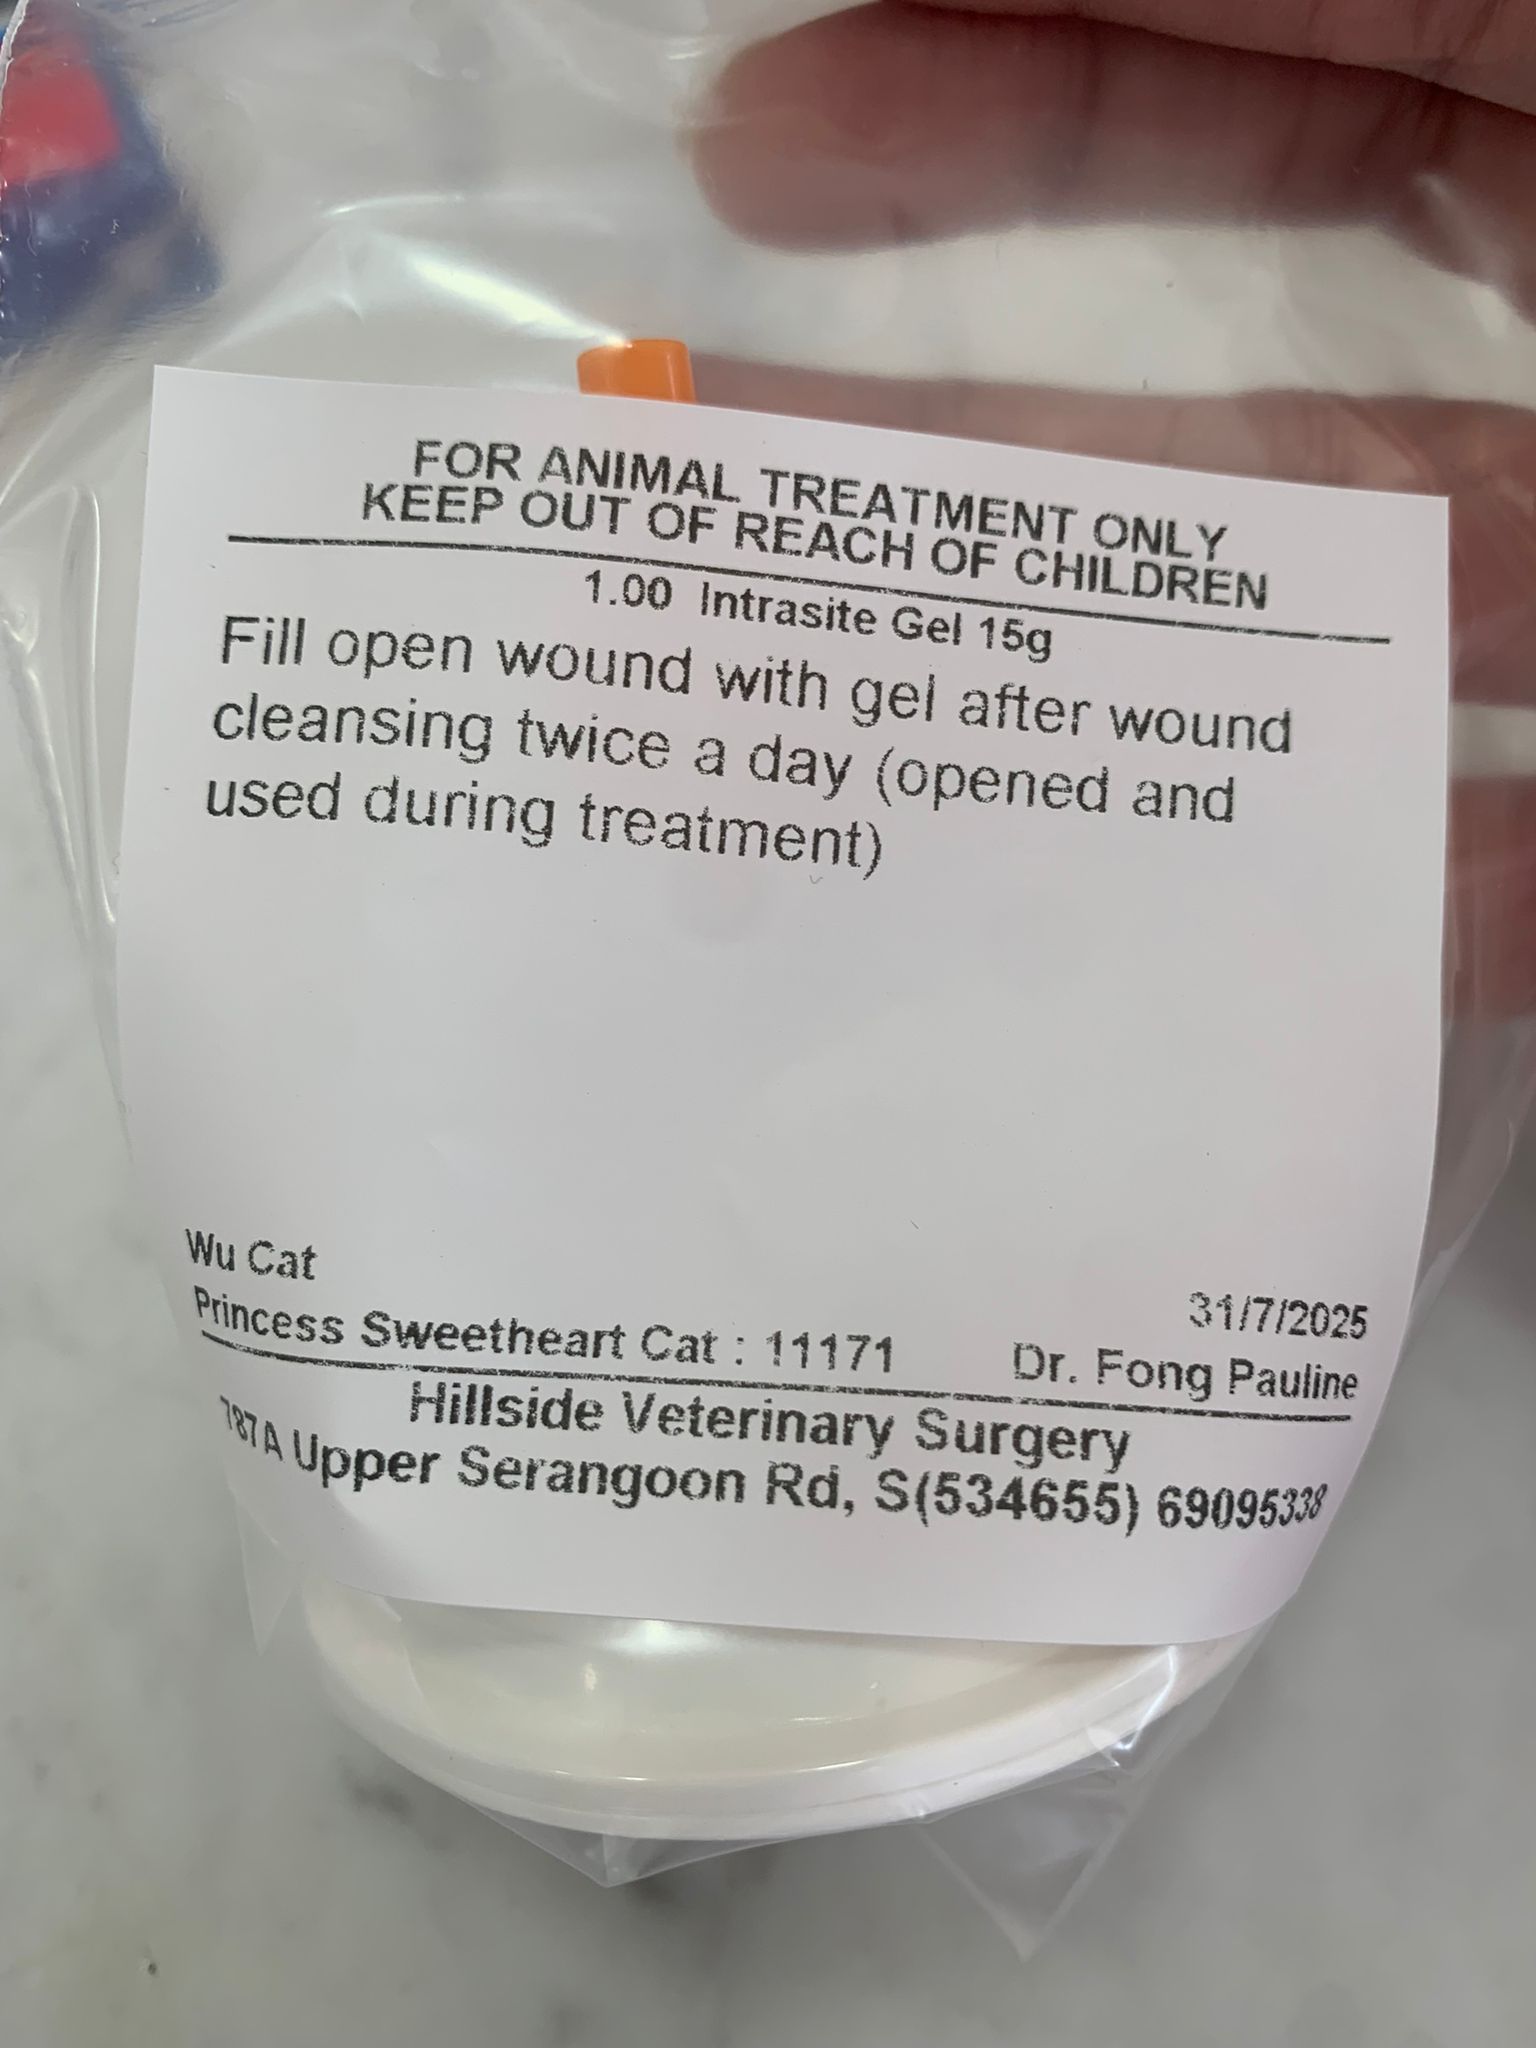 FOR ANIMAL TREATMENT ONLY
KEEP OUT OF REACH OF CHILDREN
1.00 Intrasite Gel 15g
Fill open wound with gel after wound
cleansing twice a day (opened and
used during treatment)
Wu Cat
31/7/2025
Princess Sweetheart Cat : 11171 Dr. Fong Pauline
Hillside Veterinary Surgery
787A Upper Serangoon Rd, S(534655) 69095338